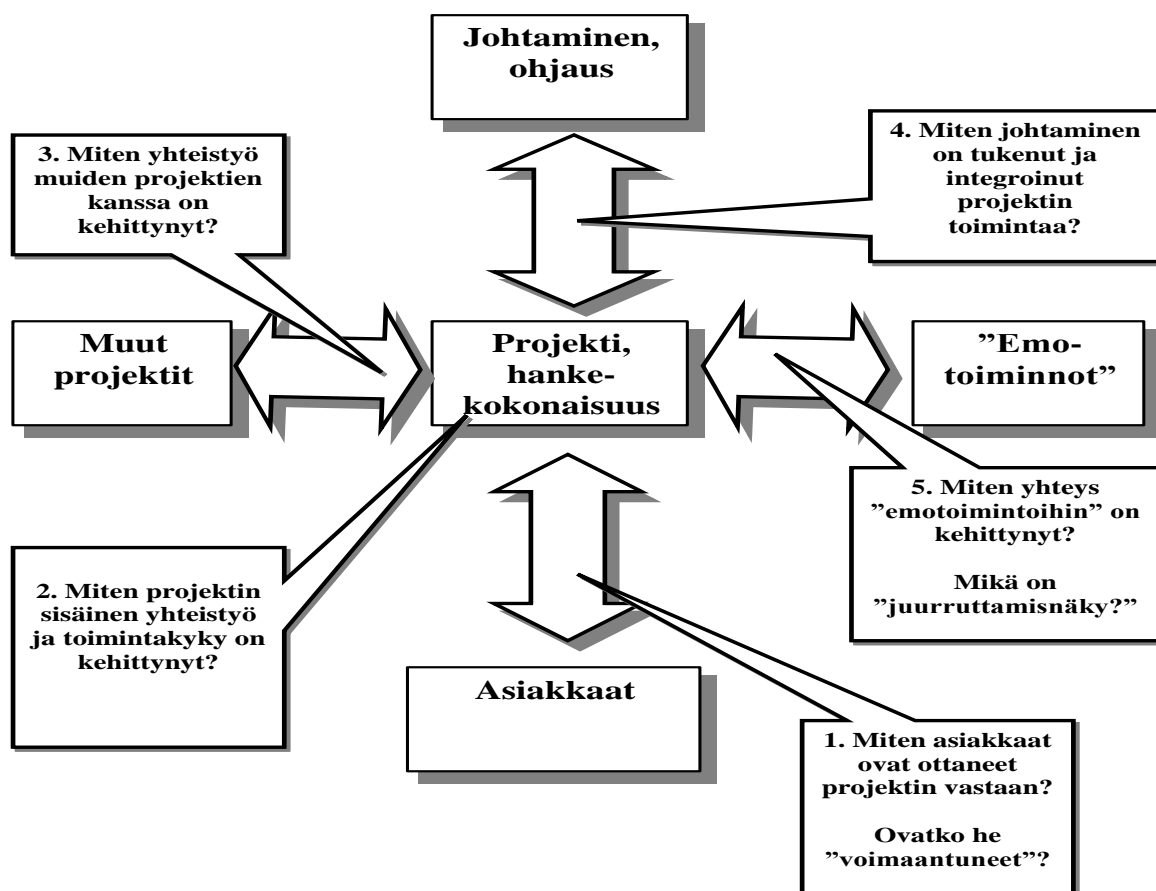 Johtaminen,
ohjaus
3. Miten yhteistyö
muiden projektien
kanssa on
kehittynyt?
4. Miten johtaminen
on tukenut ja
integroinut
projektin
toimintaa?
Muut
projektit
Projekti,
hanke-
kokonaisuus
”Emo-
toiminnot”
2. Miten projektin
sisäinen yhteistyö
ja toimintakyky on
kehittynyt?
5. Miten yhteys
”emotoimintoihin” on
kehittynyt?
Mikä on
”juurruttamisnäky?”
Asiakkaat
1. Miten asiakkaat
ovat ottaneet
projektin vastaan?
Ovatko he
”voimaantuneet”?